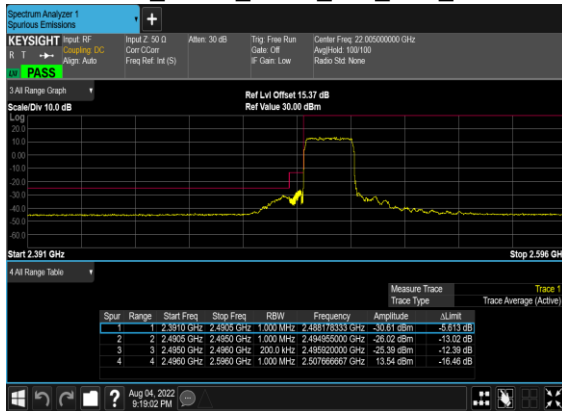 Spectrum Analyzer 1
Spurious Emissions
KEYSIGHT Input: RF Input Z: 50 Ω Atten: 30 dB Trig: Free Run Center Freq: 22.005000000 GHz
R T Coupling: DC Corr CCorr Gate: Off Avg|Hold: 100/100
Align: Auto Freq Ref: Int (S) IF Gain: Low Radio Std: None
PASS
3 All Range Graph
Ref Lvl Offset 15.37 dB
Scale/Div 10.0 dB Ref Value 30.00 dBm
Log
20.0
10.0
0.00
-10.0
-20.0
-30.0
-40.0
-50.0
-60.0
Start 2.391 GHz Stop 2.596 GH
4 All Range Table
Measure Trace Trace 1
Trace Type Trace Average (Active)
Spur Range Start Freq Stop Freq RBW Frequency Amplitude ΔLimit
1 1 2.3910 GHz 2.4905 GHz 1.000 MHz 2.488178333 GHz -30.61 dBm -5.613 dB
2 2 2.4905 GHz 2.4950 GHz 1.000 MHz 2.494955000 GHz -26.02 dBm -13.02 dB
3 3 2.4950 GHz 2.4960 GHz 200.0 kHz 2.495920000 GHz -25.39 dBm -12.39 dB
4 4 2.4960 GHz 2.5960 GHz 1.000 MHz 2.507666667 GHz 13.54 dBm -16.46 dB
Aug 04, 2022
9:19:02 PM